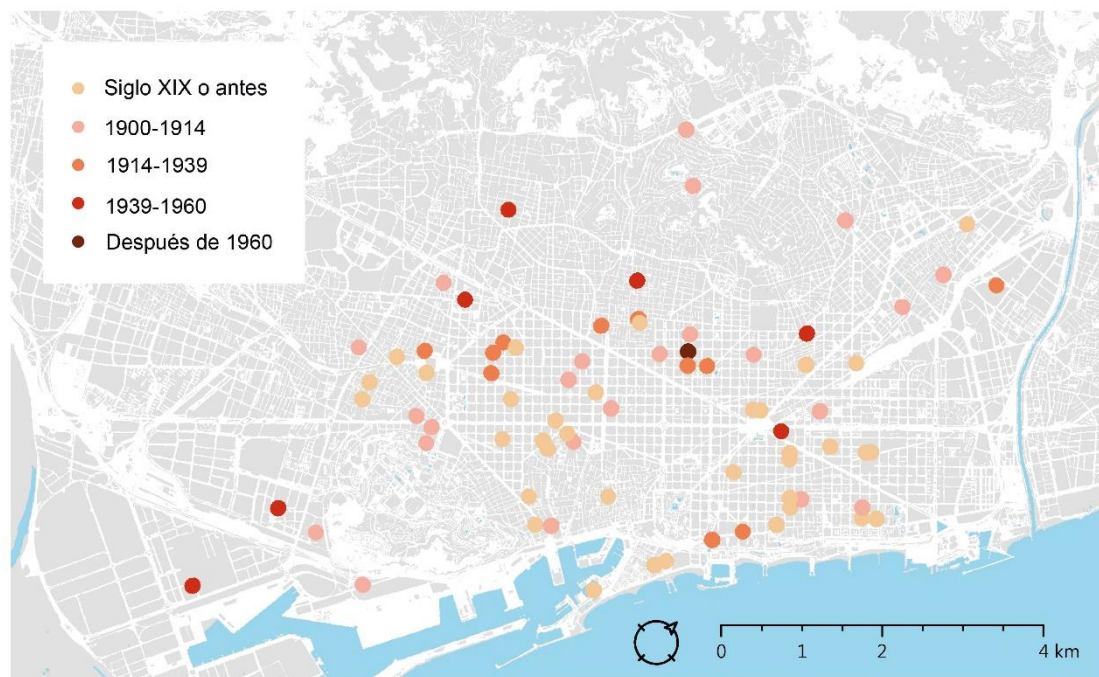 Siglo XIX o antes
1900-1914
1914-1939
1939-1960
Después de 1960
0 1 2 4 km